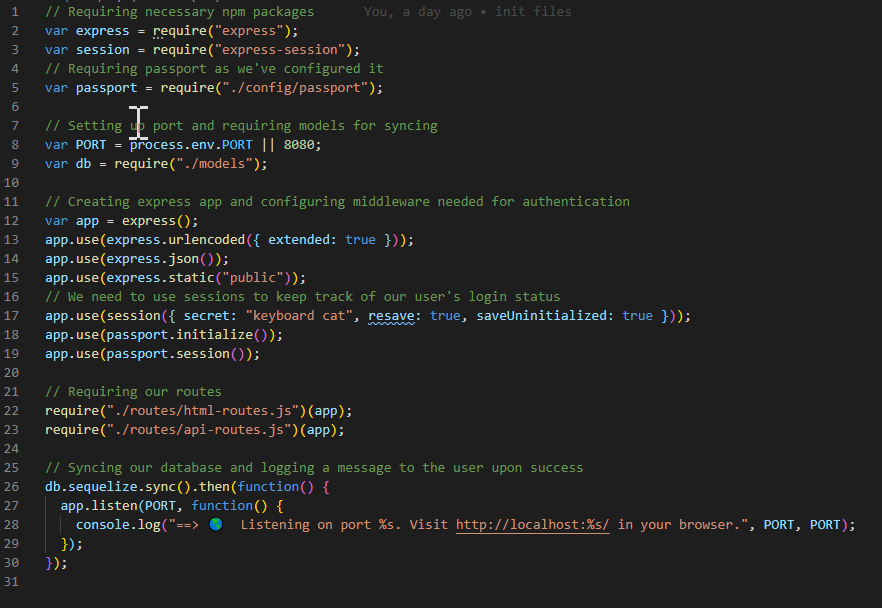 1 // Requiring necessary npm packages You, a day ago • init files
2 var express = require("express");
3 var session = require("express-session");
4 // Requiring passport as we've configured it
5 var passport = require("./config/passport");
6
7 // Setting up port and requiring models for syncing
8 var PORT = process.env.PORT || 8080;
9 var db = require("./models");
10
11 // Creating express app and configuring middleware needed for authentication
12 var app = express();
13 app.use(express.urlencoded({ extended: true }));
14 app.use(express.json());
15 app.use(express.static("public"));
16 // We need to use sessions to keep track of our user's login status
17 app.use(session({ secret: "keyboard cat", resave: true, saveUninitialized: true }));
18 app.use(passport.initialize());
19 app.use(passport.session());
20
21 // Requiring our routes
22 require("./routes/html-routes.js")(app);
23 require("./routes/api-routes.js")(app);
24
25 // Syncing our database and logging a message to the user upon success
26 db.sequelize.sync().then(function() {
27 app.listen(PORT, function() {
28 console.log("==> 🌎 Listening on port %s. Visit http://localhost:%s/ in your browser.", PORT, PORT);
29 });
30 });
31